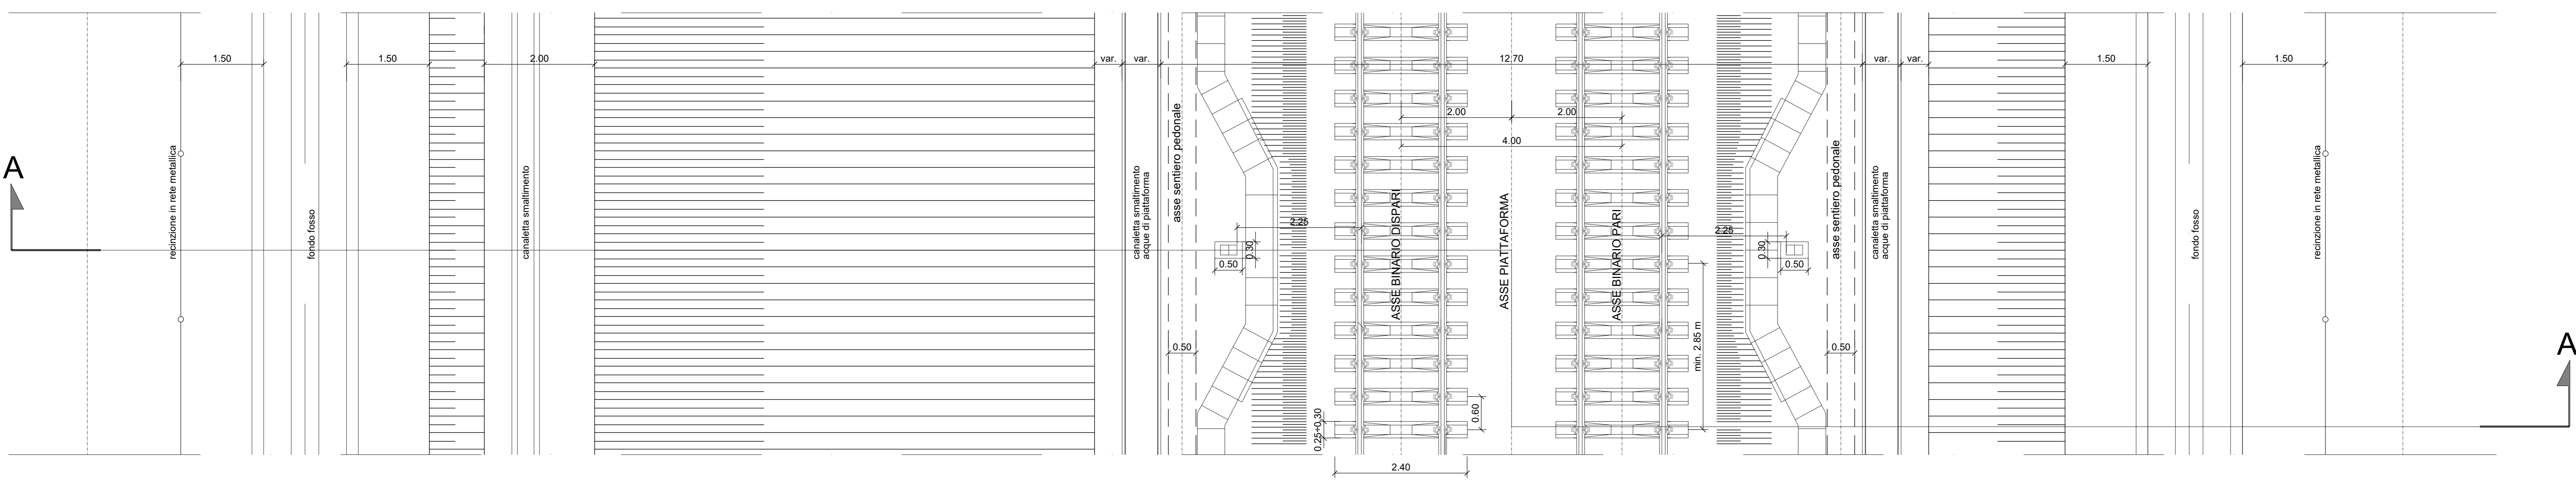 1.50
1.50
2.00
var.
var.
12.70
var.
var.
1.50
1.50
2.00
2.00
4.00
A
recinzione in rete metallica
fondo fosso
canaletta smaltimento
canaletta smaltimento
acque di piattaforma
asse sentiero pedonale
2.25
0.30
0.50
ASSE BINARIO DISPARI
ASSE PIATTAFORMA
ASSE BINARIO PARI
2.25
0.30
0.50
asse sentiero pedonale
canaletta smaltimento
acque di piattaforma
fondo fosso
recinzione in rete metallica
A
0.50
min. 2.85 m
0.50
0.25÷0.30
0.60
2.40